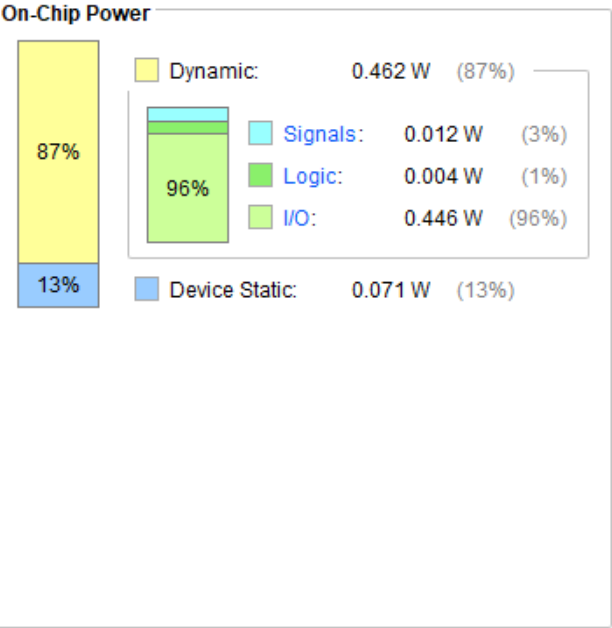 On-Chip Power
87%
13%
Dynamic: 0.462 W (87%)
96%
Signals: 0.012 W (3%)
Logic: 0.004 W (1%)
I/O: 0.446 W (96%)
Device Static: 0.071 W (13%)